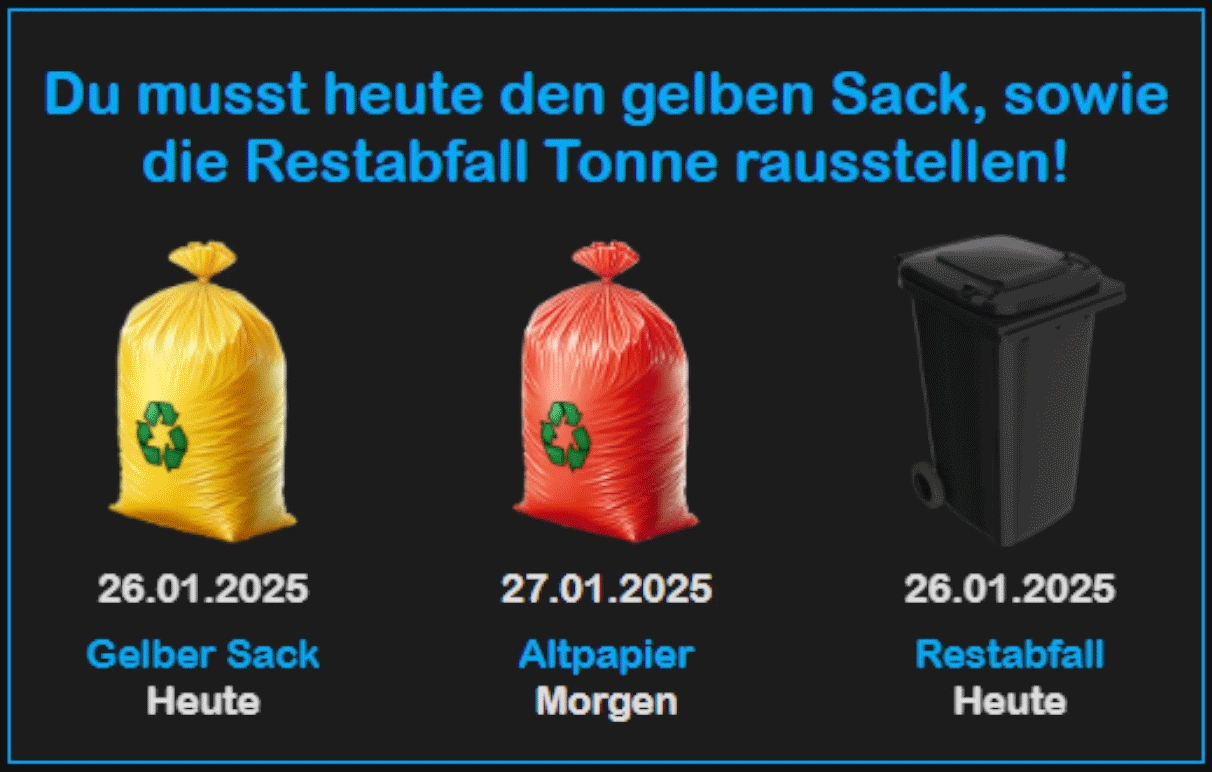 Du musst heute den gelben Sack, sowie
die Restabfall Tonne rausstellen!
26.01.2025
27.01.2025
26.01.2025
Gelber Sack
Altpapier
Restabfall
Heute
Morgen
Heute